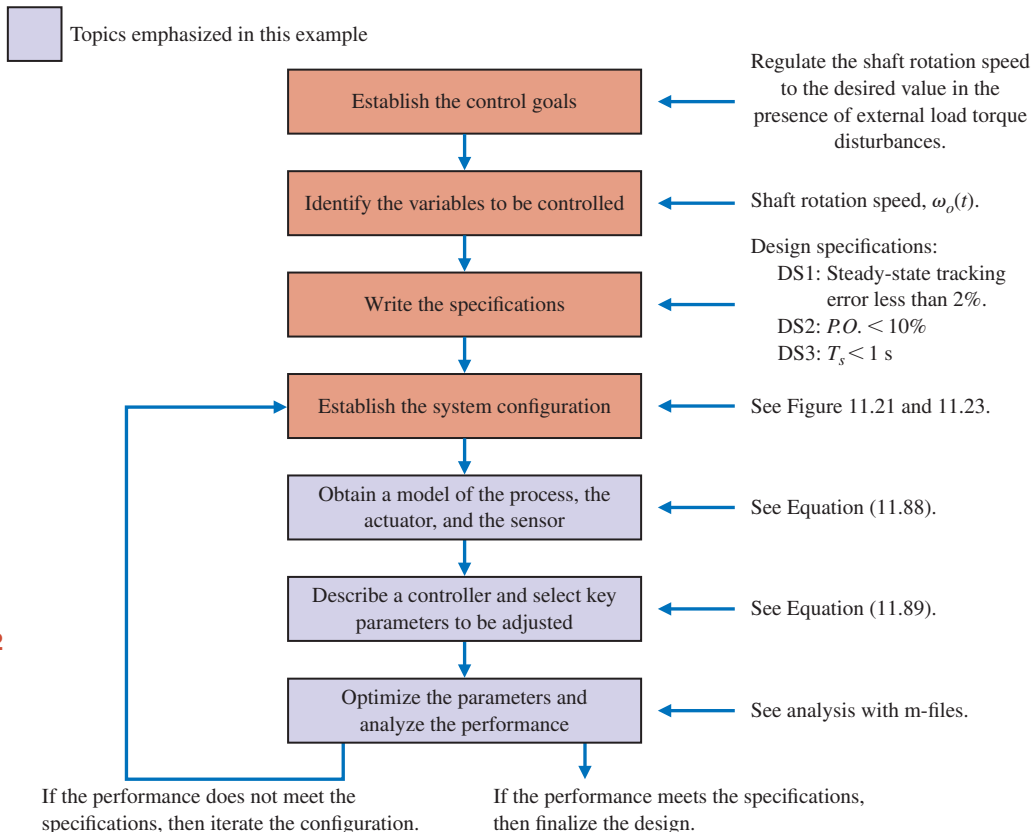 Topics emphasized in this example
Establish the control goals
Regulate the shaft rotation speed
to the desired value in the
presence of external load torque
disturbances.
Identify the variables to be controlled
Shaft rotation speed, ωₒ(t).
Write the specifications
Design specifications:
DS1: Steady-state tracking
error less than 2%.
DS2: P.O. < 10%
DS3: Tₛ < 1 s
Establish the system configuration
See Figure 11.21 and 11.23.
Obtain a model of the process, the
actuator, and the sensor
See Equation (11.88).
Describe a controller and select key
parameters to be adjusted
See Equation (11.89).
2
Optimize the parameters and
analyze the performance
See analysis with m-files.
If the performance does not meet the
specifications, then iterate the configuration.
If the performance meets the specifications,
then finalize the design.